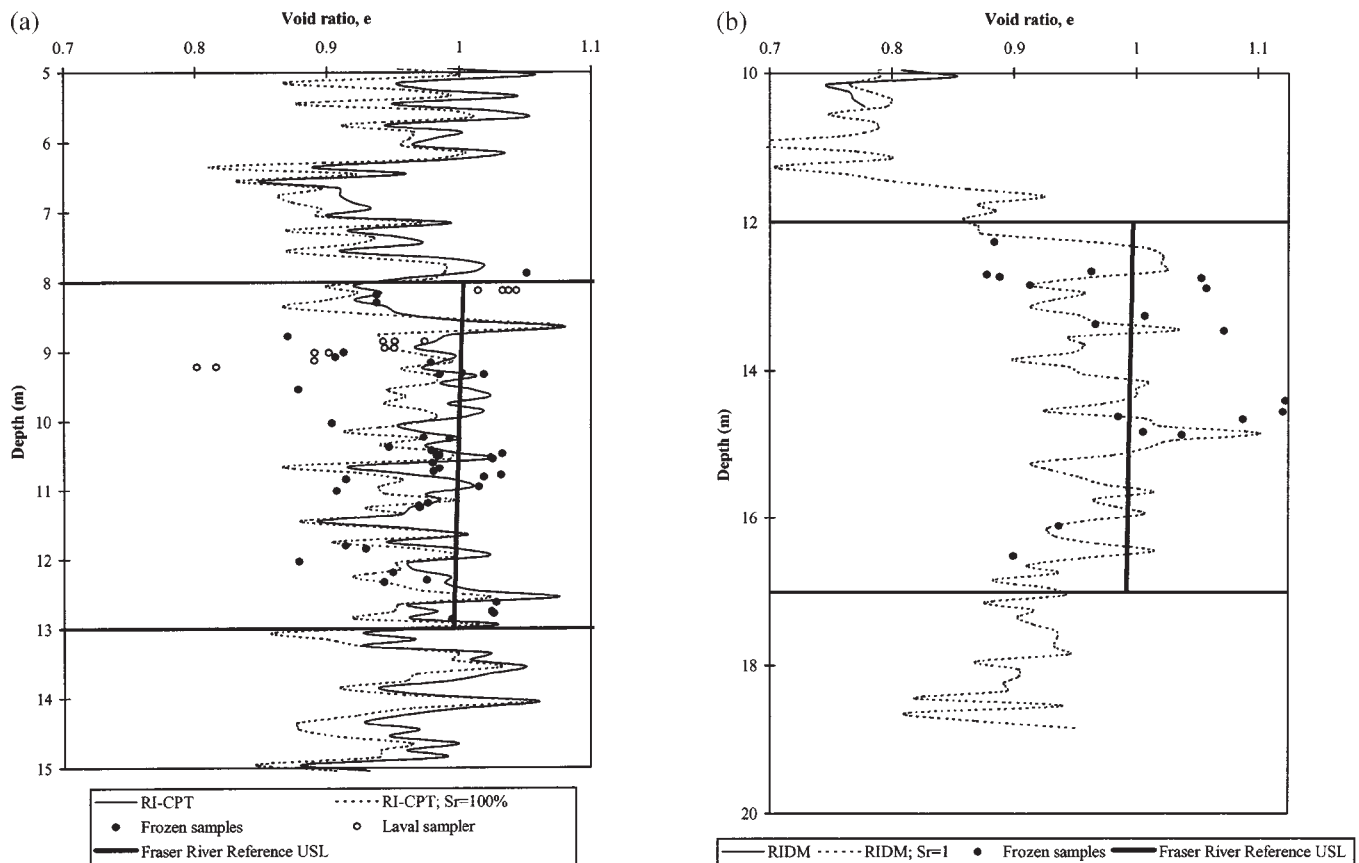 (a)
Void ratio, e
0.7 0.8 0.9 1 1.1
5
6
7
8
9
10
11
12
13
14
15
Depth (m)
RI-CPT
RI-CPT; Sr=100%
Frozen samples
Laval sampler
Fraser River Reference USL
(b)
Void ratio, e
0.7 0.8 0.9 1 1.1
10
12
14
16
18
20
Depth (m)
RIDM
RIDM; Sr=1
Frozen samples
Fraser River Reference USL